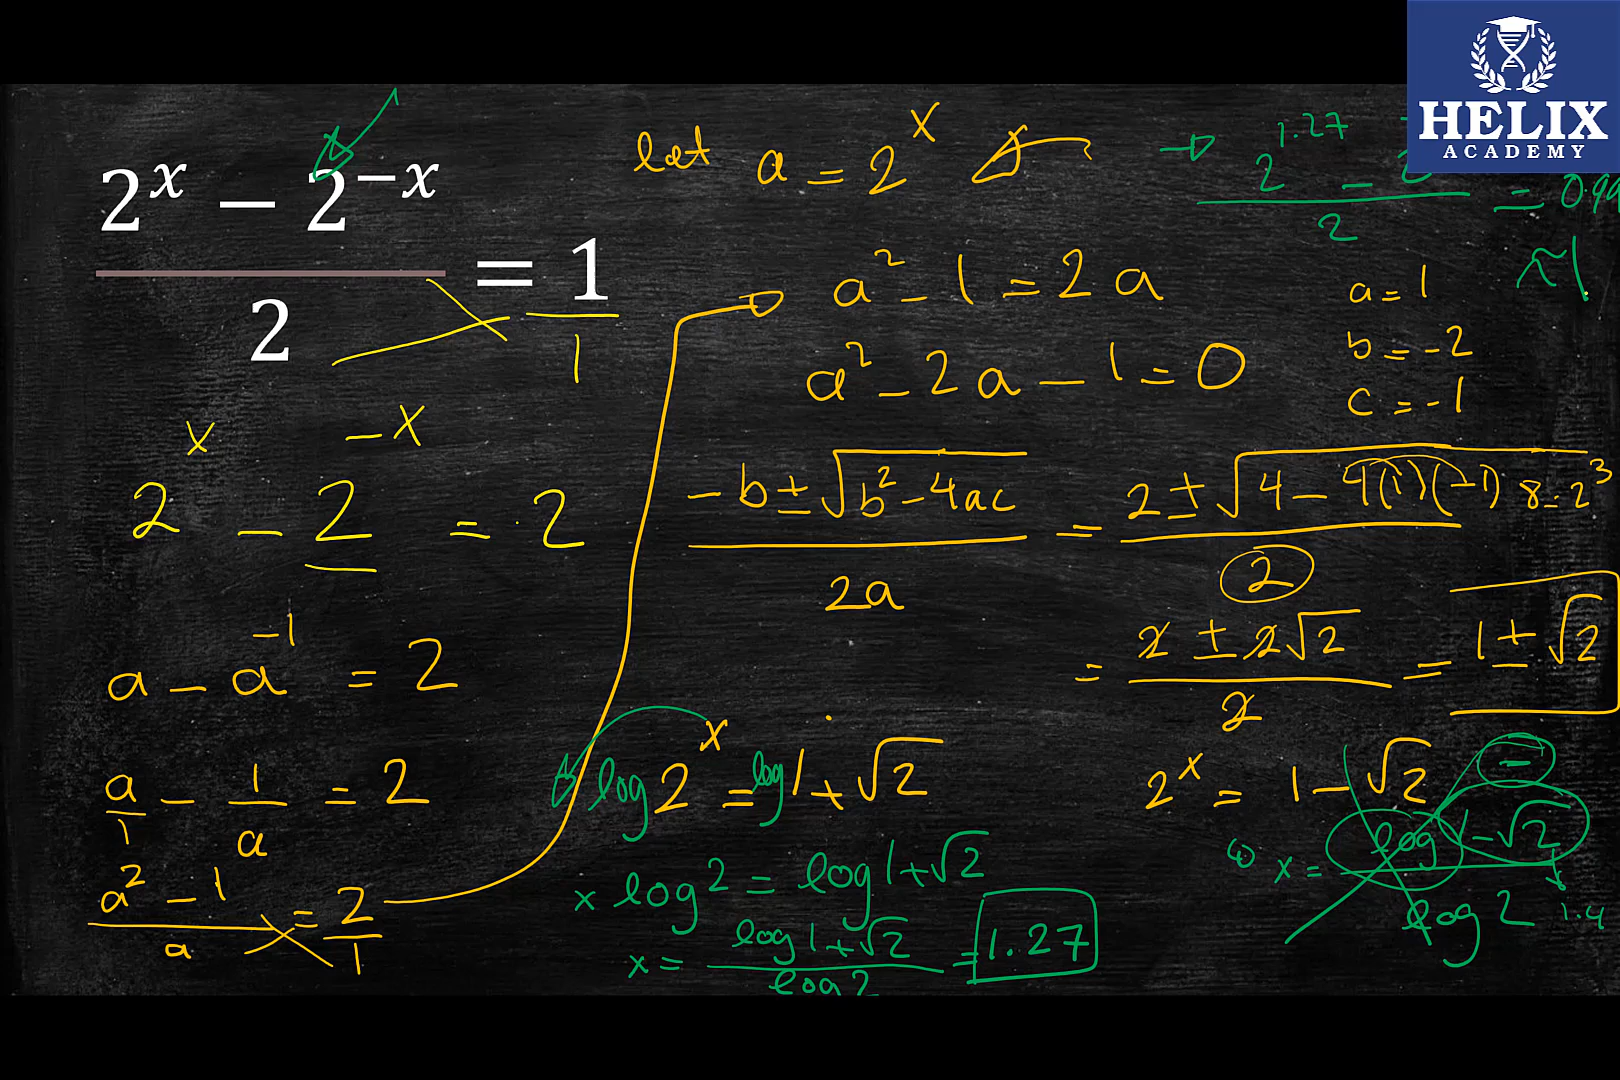 HELIX
ACADEMY
(2^x − 2^−x) / 2 = 1 / 1
2^x − 2^−x = 2
a − a^−1 = 2
a/1 − 1/a = 2
(a² − 1) / a = 2/1
let a = 2^x
a² − 1 = 2a
a² − 2a − 1 = 0
a = 1
b = −2
c = −1
(−b ± √(b² − 4ac)) / 2a = (2 ± √(4 − 4(1)(−1))) / 2
8 = 2³
= (2 ± 2√2) / 2 = 1 ± √2
log 2^x = log 1 + √2
x log 2 = log 1 + √2
x = log 1 + √2 / log 2 = 1.27
2^x = 1 − √2
x = log 1 − √2 / log 2
1.4
2^1.27 − / 2 = 0.99
≈ 1